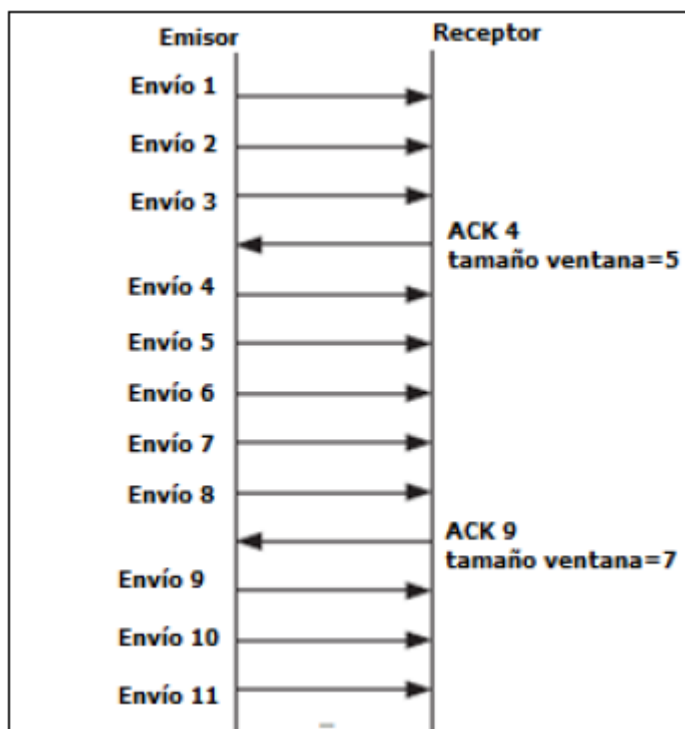 Emisor
Receptor
Envío 1
Envío 2
Envío 3
ACK 4
tamaño ventana=5
Envío 4
Envío 5
Envío 6
Envío 7
Envío 8
ACK 9
tamaño ventana=7
Envío 9
Envío 10
Envío 11